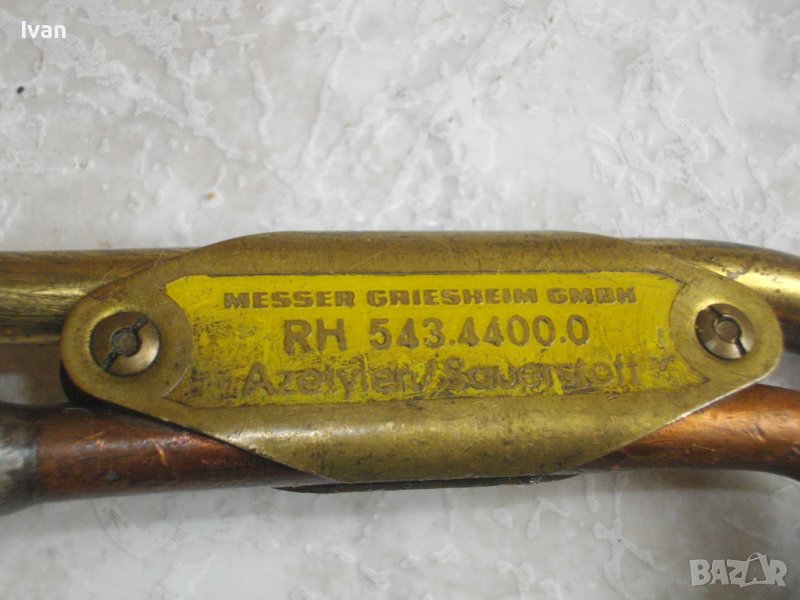 Ivan
MESSER GRIESHEIM GMBH
RH 543.4400.0
Azetylen/Sauerstoff
BAZAR